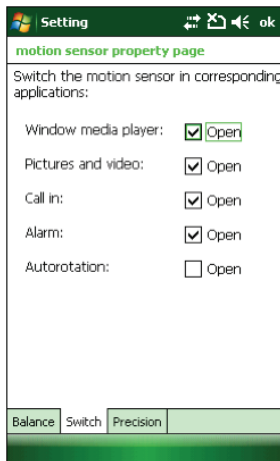 Setting ok
motion sensor property page
Switch the motion sensor in corresponding
applications:
Window media player: Open
Pictures and video: Open
Call in: Open
Alarm: Open
Autorotation: Open
Balance Switch Precision